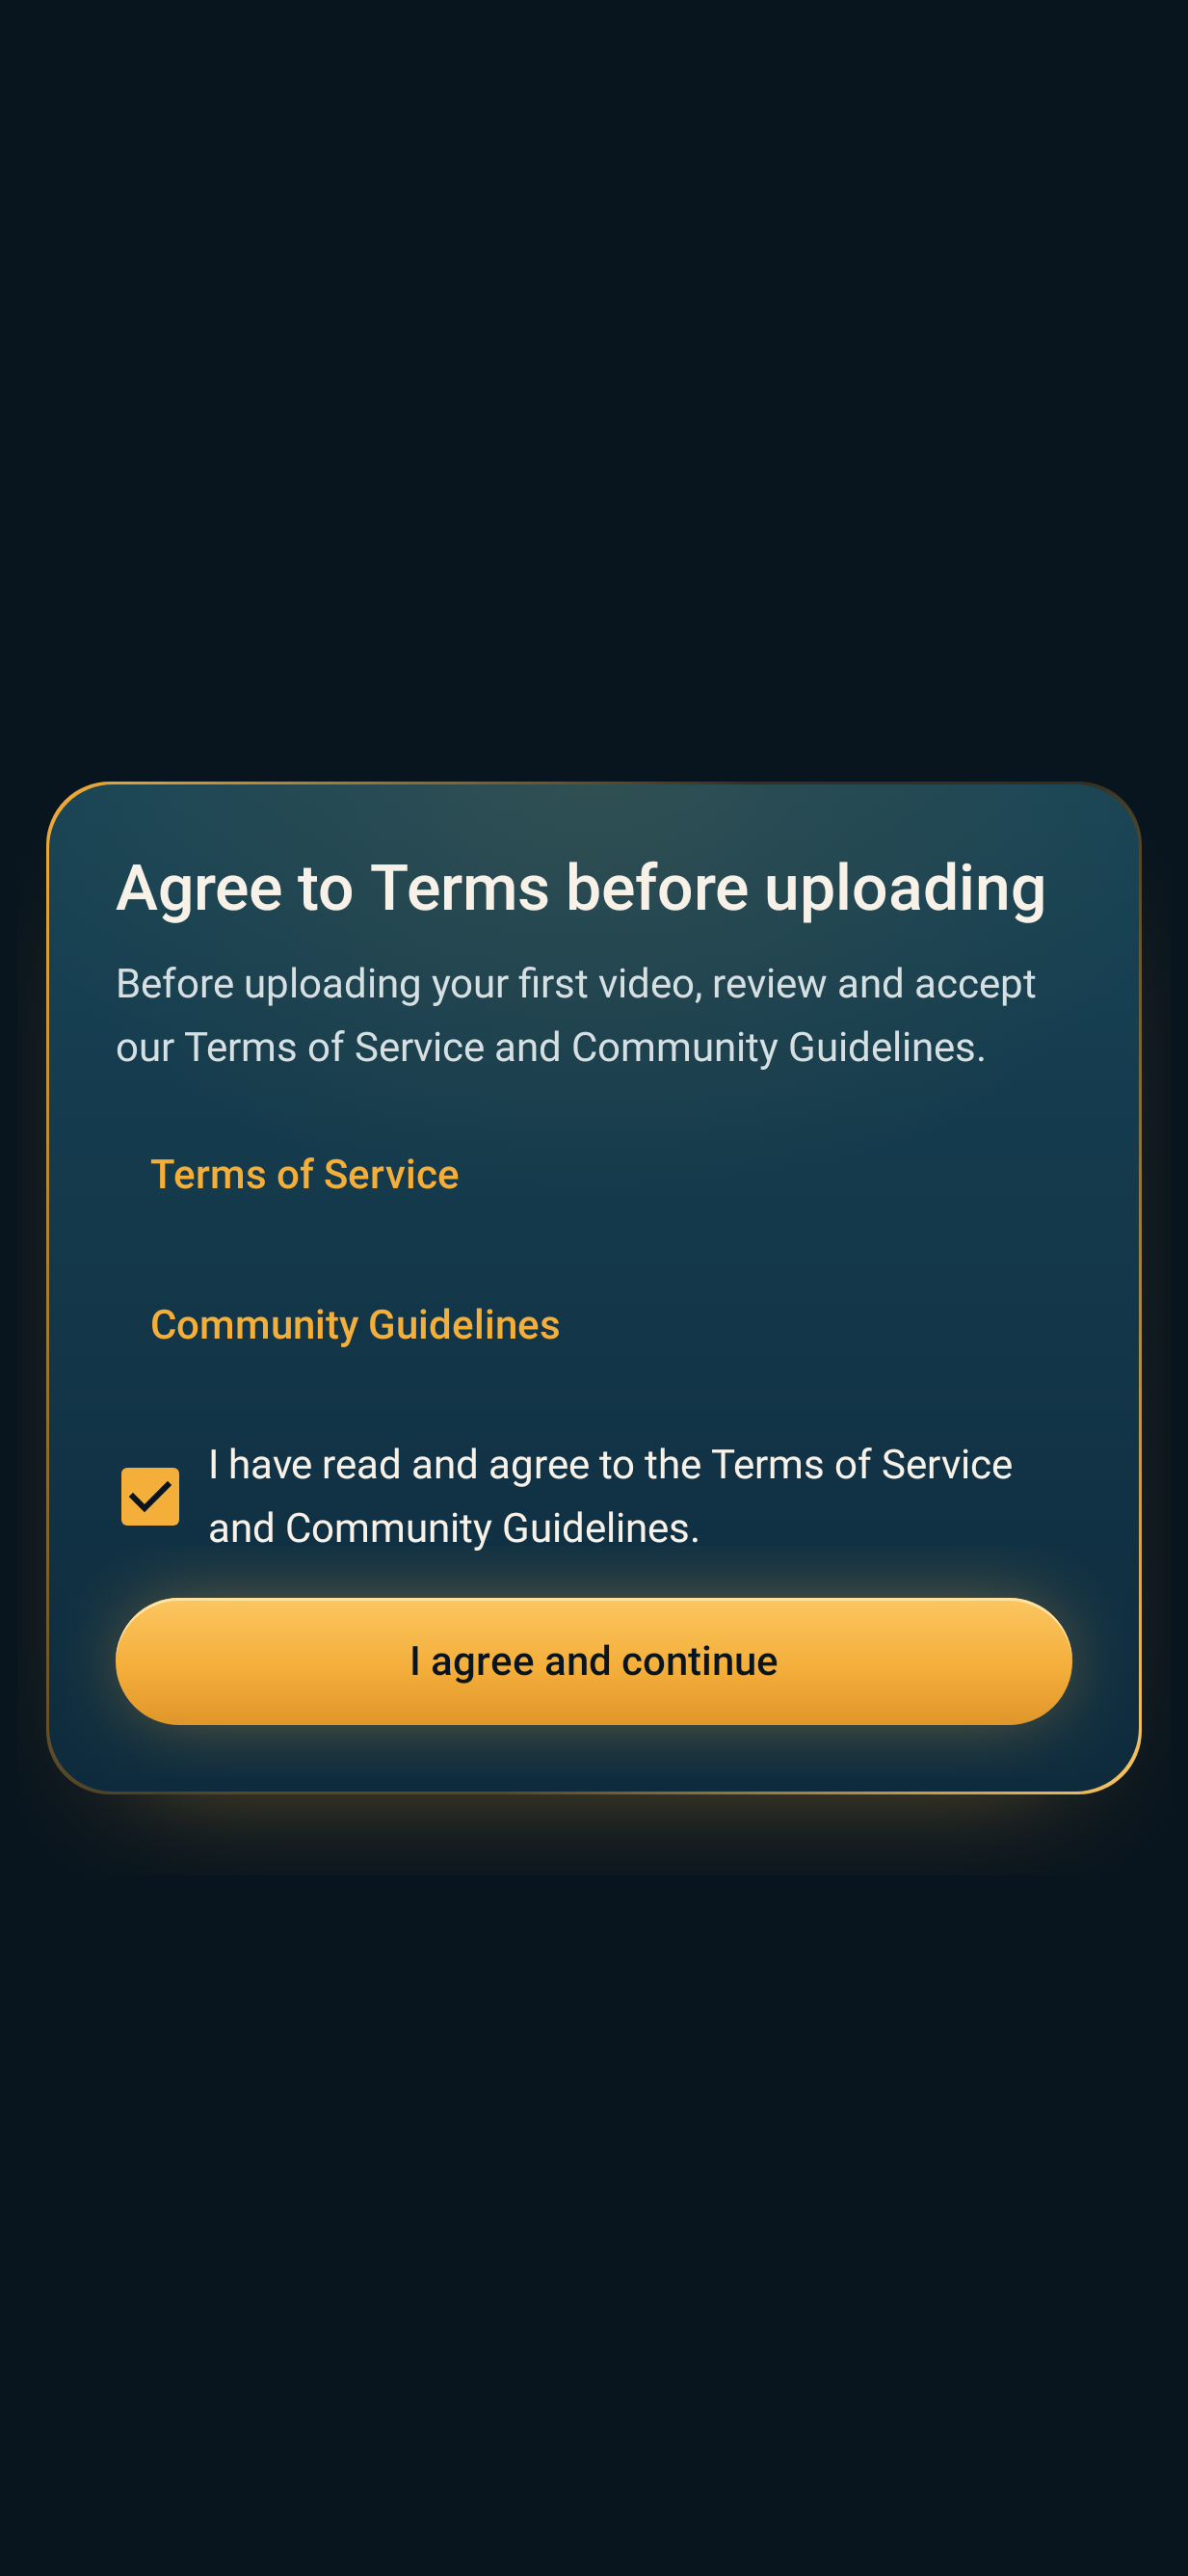 Agree to Terms before uploading
Before uploading your first video, review and accept
our Terms of Service and Community Guidelines.
Terms of Service
Community Guidelines
I have read and agree to the Terms of Service
and Community Guidelines.
I agree and continue